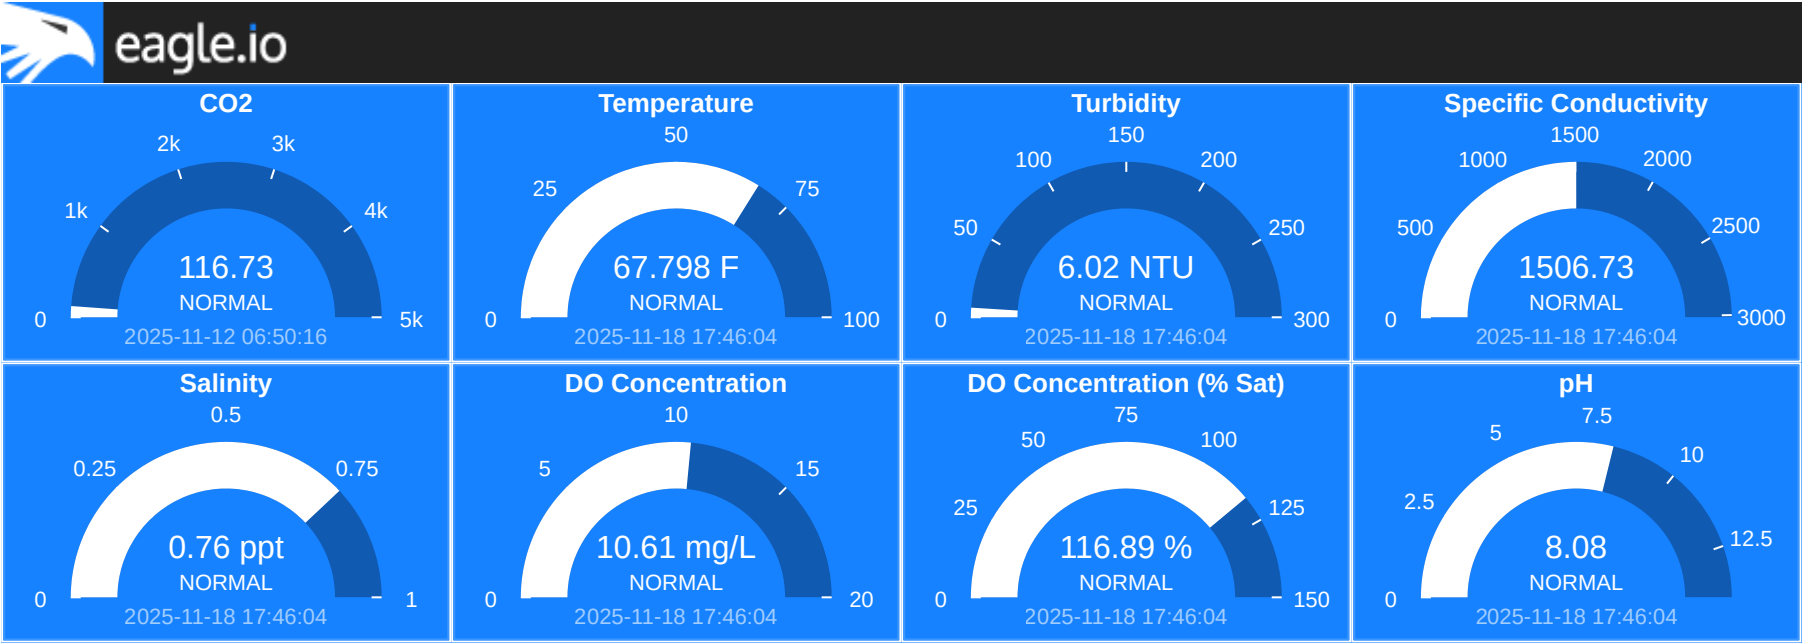 eagle.io
CO2
2k 3k
1k 4k
116.73
NORMAL
0 5k
2025-11-12 06:50:16
Temperature
50
25 75
67.798 F
NORMAL
0 100
2025-11-18 17:46:04
Turbidity
150
100 200
50 250
6.02 NTU
NORMAL
0 300
2025-11-18 17:46:04
Specific Conductivity
1500
1000 2000
500 2500
1506.73
NORMAL
0 3000
2025-11-18 17:46:04
Salinity
0.5
0.25 0.75
0.76 ppt
NORMAL
0 1
2025-11-18 17:46:04
DO Concentration
10
5 15
10.61 mg/L
NORMAL
0 20
2025-11-18 17:46:04
DO Concentration (% Sat)
75
50 100
25 125
116.89 %
NORMAL
0 150
2025-11-18 17:46:04
pH
7.5
5 10
2.5 12.5
8.08
NORMAL
0
2025-11-18 17:46:04